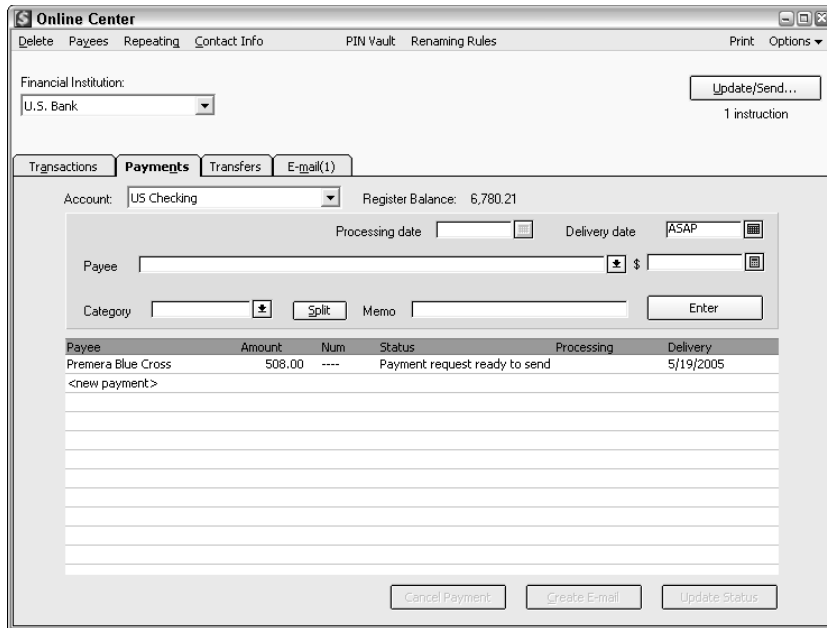 Online Center
Delete Payees Repeating Contact Info PIN Vault Renaming Rules Print Options
Financial Institution:
U.S. Bank
Update/Send...
1 instruction
Transactions Payments Transfers E-mail(1)
Account: US Checking Register Balance: 6,780.21
Processing date Delivery date ASAP
Payee $
Category Split Memo Enter
Payee Amount Num Status Processing Delivery
Premera Blue Cross 508.00 ---- Payment request ready to send 5/19/2005
<new payment>
Cancel Payment Create E-mail Update Status